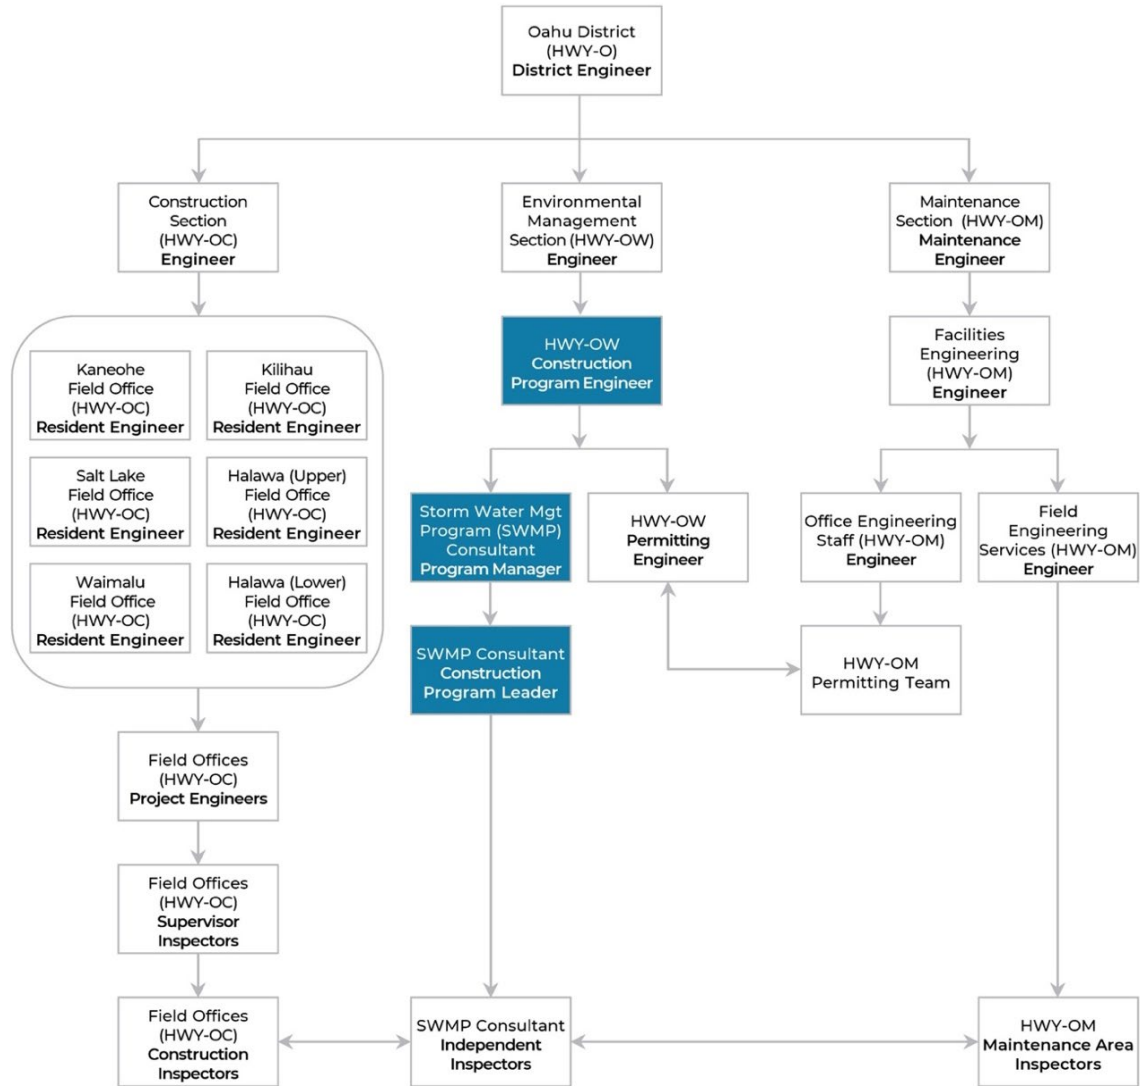 Oahu District
(HWY-O)
District Engineer
Construction
Section
(HWY-OC)
Engineer
Environmental
Management
Section (HWY-OW)
Engineer
Maintenance
Section (HWY-OM)
Maintenance
Engineer
Kaneohe
Field Office
(HWY-OC)
Resident Engineer
Kilihau
Field Office
(HWY-OC)
Resident Engineer
Salt Lake
Field Office
(HWY-OC)
Resident Engineer
Halawa (Upper)
Field Office
(HWY-OC)
Resident Engineer
Waimalu
Field Office
(HWY-OC)
Resident Engineer
Halawa (Lower)
Field Office
(HWY-OC)
Resident Engineer
HWY-OW
Construction
Program Engineer
Facilities
Engineering
(HWY-OM)
Engineer
Storm Water Mgt
Program (SWMP)
Consultant
Program Manager
HWY-OW
Permitting
Engineer
Office Engineering
Staff (HWY-OM)
Engineer
Field
Engineering
Services (HWY-OM)
Engineer
SWMP Consultant
Construction
Program Leader
HWY-OM
Permitting Team
Field Offices
(HWY-OC)
Project Engineers
Field Offices
(HWY-OC)
Supervisor
Inspectors
Field Offices
(HWY-OC)
Construction
Inspectors
SWMP Consultant
Independent
Inspectors
HWY-OM
Maintenance Area
Inspectors